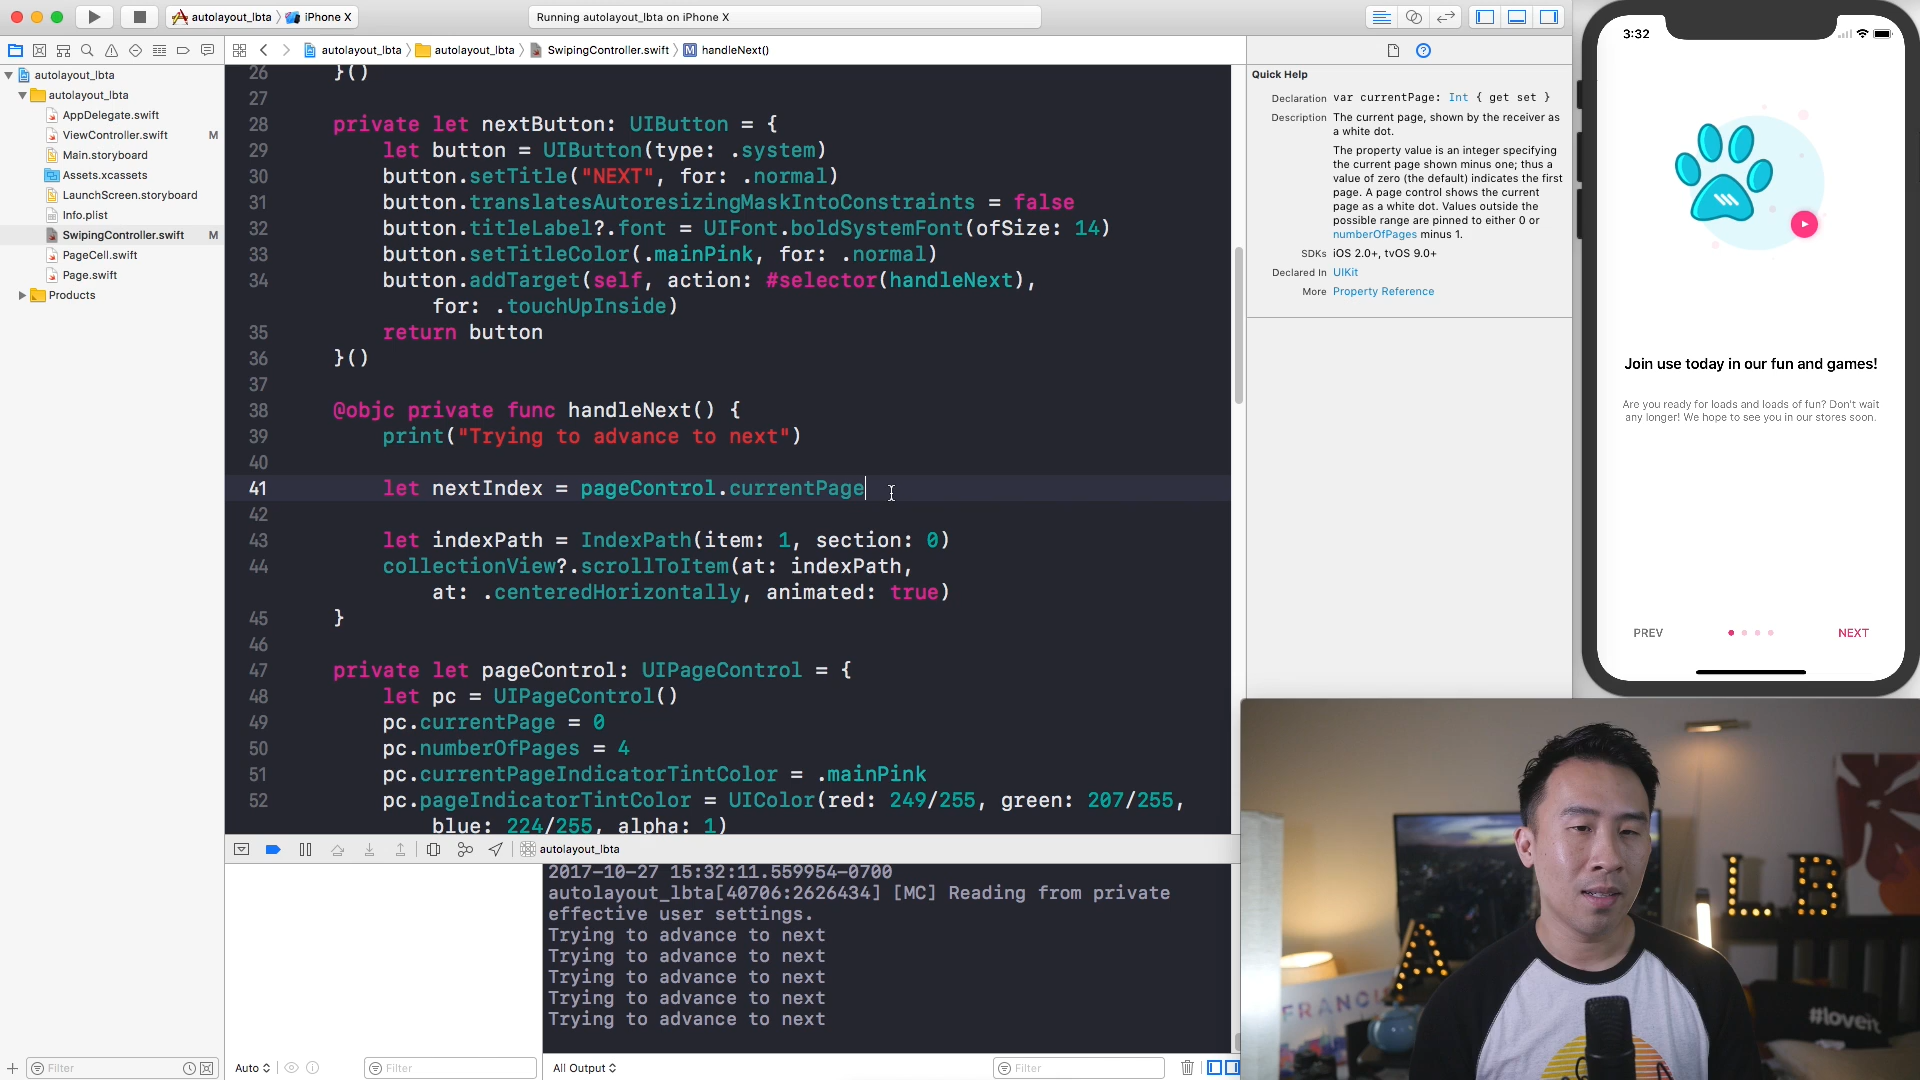 autolayout_lbta
iPhone X
Running autolayout_lbta on iPhone X
autolayout_lbta
autolayout_lbta
SwipingController.swift
M handleNext()
autolayout_lbta
autolayout_lbta
AppDelegate.swift
ViewController.swift M
Main.storyboard
Assets.xcassets
LaunchScreen.storyboard
Info.plist
SwipingController.swift M
PageCell.swift
Page.swift
Products
26 }()
27
28 private let nextButton: UIButton = {
29 let button = UIButton(type: .system)
30 button.setTitle("NEXT", for: .normal)
31 button.translatesAutoresizingMaskIntoConstraints = false
32 button.titleLabel?.font = UIFont.boldSystemFont(ofSize: 14)
33 button.setTitleColor(.mainPink, for: .normal)
34 button.addTarget(self, action: #selector(handleNext),
for: .touchUpInside)
35 return button
36 }()
37
38 @objc private func handleNext() {
39 print("Trying to advance to next")
40
41 let nextIndex = pageControl.currentPage
42
43 let indexPath = IndexPath(item: 1, section: 0)
44 collectionView?.scrollToItem(at: indexPath,
at: .centeredHorizontally, animated: true)
45 }
46
47 private let pageControl: UIPageControl = {
48 let pc = UIPageControl()
49 pc.currentPage = 0
50 pc.numberOfPages = 4
51 pc.currentPageIndicatorTintColor = .mainPink
52 pc.pageIndicatorTintColor = UIColor(red: 249/255, green: 207/255,
blue: 224/255, alpha: 1)
autolayout_lbta
2017-10-27 15:32:11.559954-0700
autolayout_lbta[40706:2626434] [MC] Reading from private
effective user settings.
Trying to advance to next
Trying to advance to next
Trying to advance to next
Trying to advance to next
Trying to advance to next
Filter
Auto
Filter
All Output
Filter
Quick Help
Declaration var currentPage: Int { get set }
Description The current page, shown by the receiver as
a white dot.
The property value is an integer specifying
the current page shown minus one; thus a
value of zero (the default) indicates the first
page. A page control shows the current
page as a white dot. Values outside the
possible range are pinned to either 0 or
numberOfPages minus 1.
SDKs iOS 2.0+, tvOS 9.0+
Declared In UIKit
More Property Reference
3:32
Join use today in our fun and games!
Are you ready for loads and loads of fun? Don't wait
any longer! We hope to see you in our stores soon.
PREV
NEXT
L B
A
#loveit